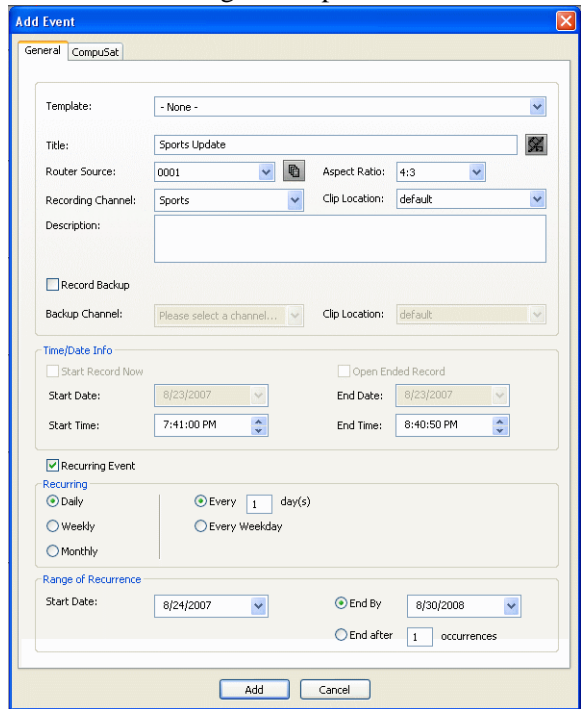 Add Event
General CompuSat
Template: - None -
Title: Sports Update
Router Source: 0001 Aspect Ratio: 4:3
Recording Channel: Sports Clip Location: default
Description:
Record Backup
Backup Channel: Please select a channel... Clip Location: default
Time/Date Info
Start Record Now Open Ended Record
Start Date: 8/23/2007 End Date: 8/23/2007
Start Time: 7:41:00 PM End Time: 8:40:50 PM
Recurring Event
Recurring
Daily Every 1 day(s)
Weekly Every Weekday
Monthly
Range of Recurrence
Start Date: 8/24/2007 End By 8/30/2008
End after 1 occurrences
Add Cancel